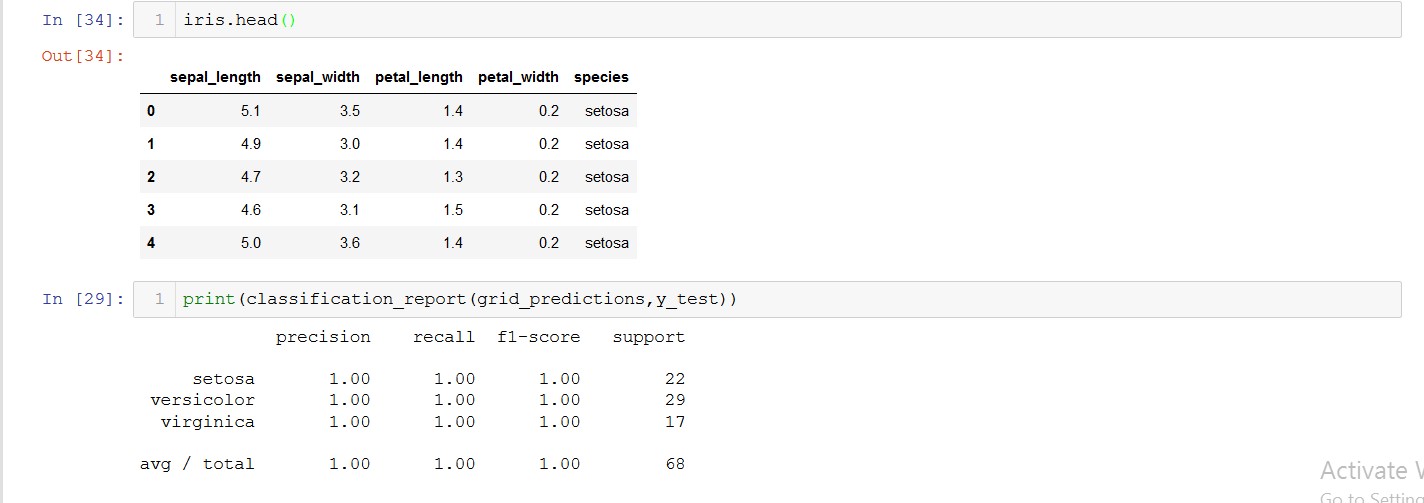 In [34]: 1 iris.head()
Out[34]:
sepal_length sepal_width petal_length petal_width species
0 5.1 3.5 1.4 0.2 setosa
1 4.9 3.0 1.4 0.2 setosa
2 4.7 3.2 1.3 0.2 setosa
3 4.6 3.1 1.5 0.2 setosa
4 5.0 3.6 1.4 0.2 setosa
In [29]: 1 print(classification_report(grid_predictions,y_test))
precision recall f1-score support
setosa 1.00 1.00 1.00 22
versicolor 1.00 1.00 1.00 29
virginica 1.00 1.00 1.00 17
avg / total 1.00 1.00 1.00 68
Activate
Go to